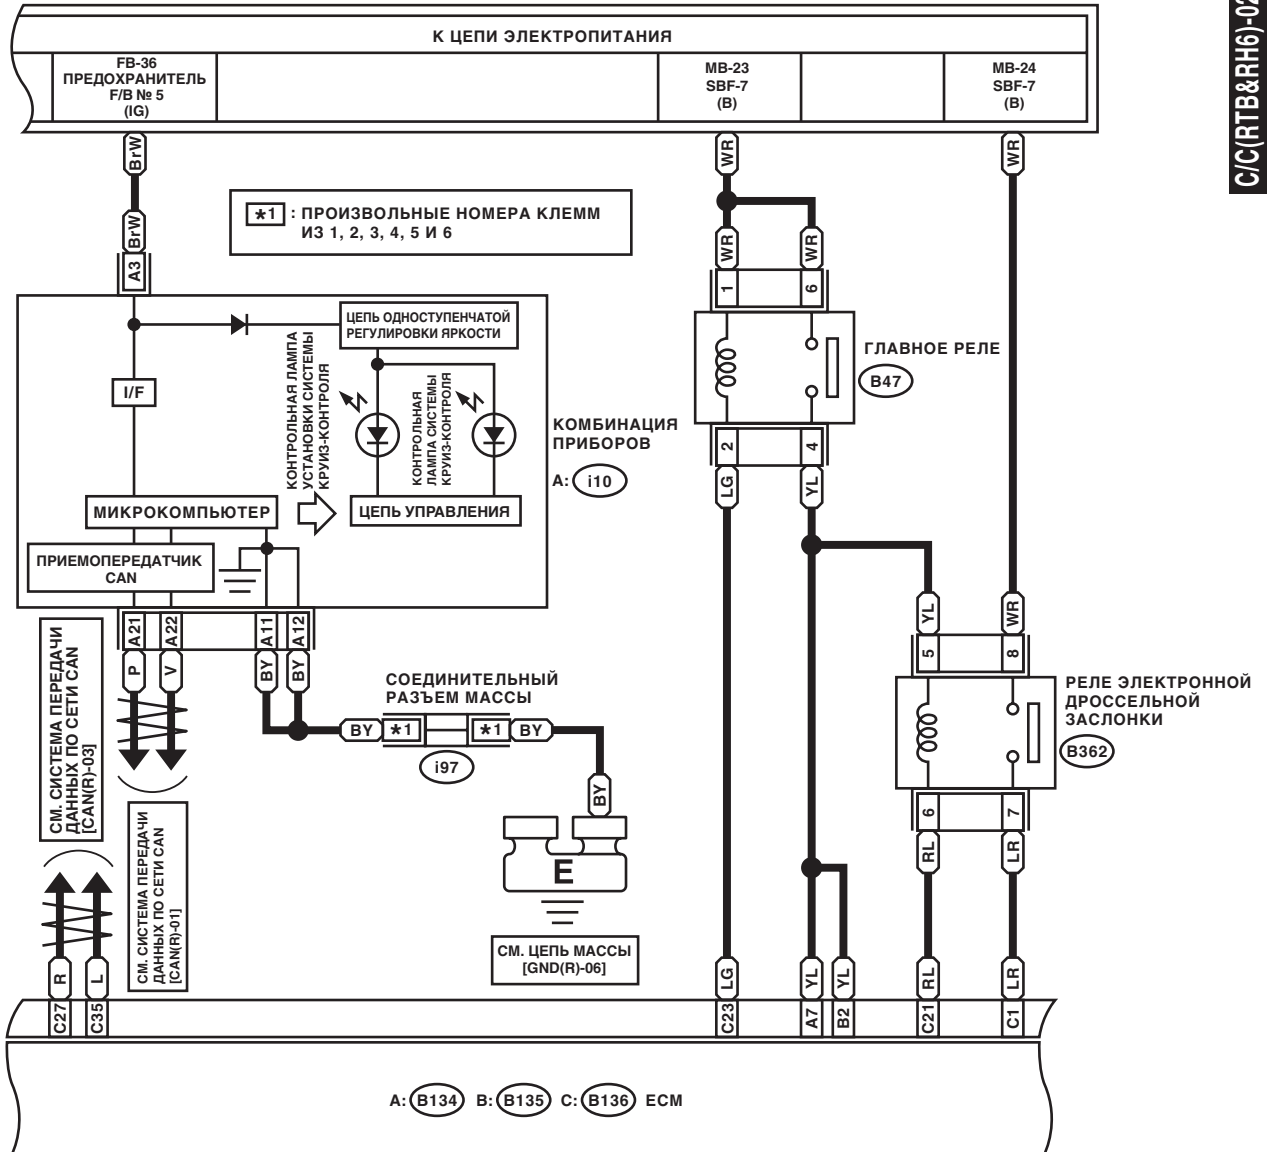 К ЦЕПИ ЭЛЕКТРОПИТАНИЯ
FB-36
ПРЕДОХРАНИТЕЛЬ
F/B № 5
(IG)
MB-23
SBF-7
(B)
MB-24
SBF-7
(B)
C/C(RTB&RH6)-02
BrW
WR
WR
*1 : ПРОИЗВОЛЬНЫЕ НОМЕРА КЛЕММ
ИЗ 1, 2, 3, 4, 5 И 6
BrW
A3
WR
WR
1
6
ЦЕПЬ ОДНОСТУПЕНЧАТОЙ
РЕГУЛИРОВКИ ЯРКОСТИ
I/F
КОНТРОЛЬНАЯ ЛАМПА
УСТАНОВКИ СИСТЕМЫ
КРУИЗ-КОНТРОЛЯ
КОНТРОЛЬНАЯ
ЛАМПА СИСТЕМЫ
КРУИЗ-КОНТРОЛЯ
ГЛАВНОЕ РЕЛЕ
B47
КОМБИНАЦИЯ
ПРИБОРОВ
A: i10
2
4
LG
YL
МИКРОКОМПЬЮТЕР
ЦЕПЬ УПРАВЛЕНИЯ
ПРИЕМОПЕРЕДАТЧИК
CAN
A21
A22
A11
A12
P
V
BY
BY
YL
WR
5
8
СМ. СИСТЕМА ПЕРЕДАЧИ
ДАННЫХ ПО СЕТИ CAN
[CAN(R)-03]
СОЕДИНИТЕЛЬНЫЙ
РАЗЪЕМ МАССЫ
BY
*1
*1
BY
i97
BY
РЕЛЕ ЭЛЕКТРОННОЙ
ДРОССЕЛЬНОЙ
ЗАСЛОНКИ
B362
6
7
RL
LR
СМ. СИСТЕМА ПЕРЕДАЧИ
ДАННЫХ ПО СЕТИ CAN
[CAN(R)-01]
E
СМ. ЦЕПЬ МАССЫ
[GND(R)-06]
R
L
LG
YL
YL
RL
LR
C27
C35
C23
A7
B2
C21
C1
A: B134 B: B135 C: B136 ECM